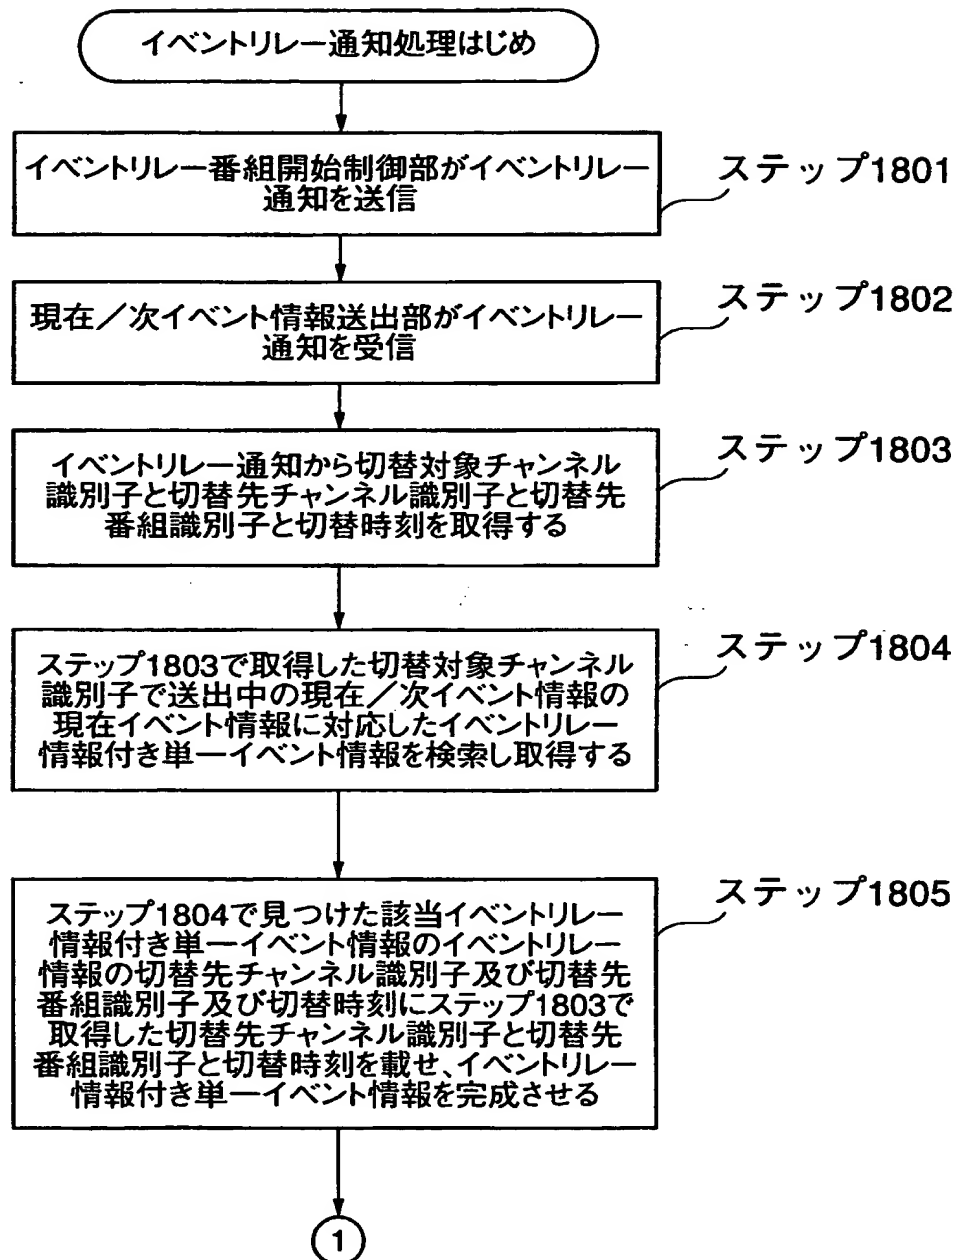 イベントリレー通知処理はじめ
イベントリレー番組開始制御部がイベントリレー
通知を送信
ステップ1801
現在／次イベント情報送出部がイベントリレー
通知を受信
ステップ1802
イベントリレー通知から切替対象チャンネル
識別子と切替先チャンネル識別子と切替先
番組識別子と切替時刻を取得する
ステップ1803
ステップ1803で取得した切替対象チャンネル
識別子で送出中の現在／次イベント情報の
現在イベント情報に対応したイベントリレー
情報付き単一イベント情報を検索し取得する
ステップ1804
ステップ1804で見つけた該当イベントリレー
情報付き単一イベント情報のイベントリレー
情報の切替先チャンネル識別子及び切替先
番組識別子及び切替時刻にステップ1803で
取得した切替先チャンネル識別子と切替先
番組識別子と切替時刻を載せ、イベントリレー
情報付き単一イベント情報を完成させる
ステップ1805
1